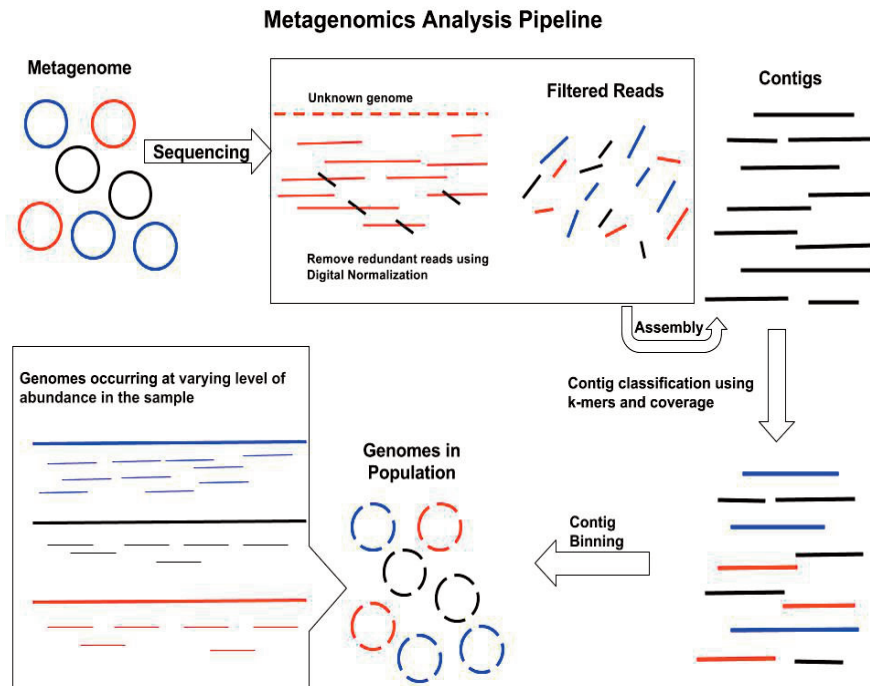 Metagenomics Analysis Pipeline
Metagenome
Sequencing
Unknown genome
Remove redundant reads using
Digital Normalization
Filtered Reads
Contigs
Assembly
Contig classification using
k-mers and coverage
Contig
Binning
Genomes in
Population
Genomes occurring at varying level of
abundance in the sample